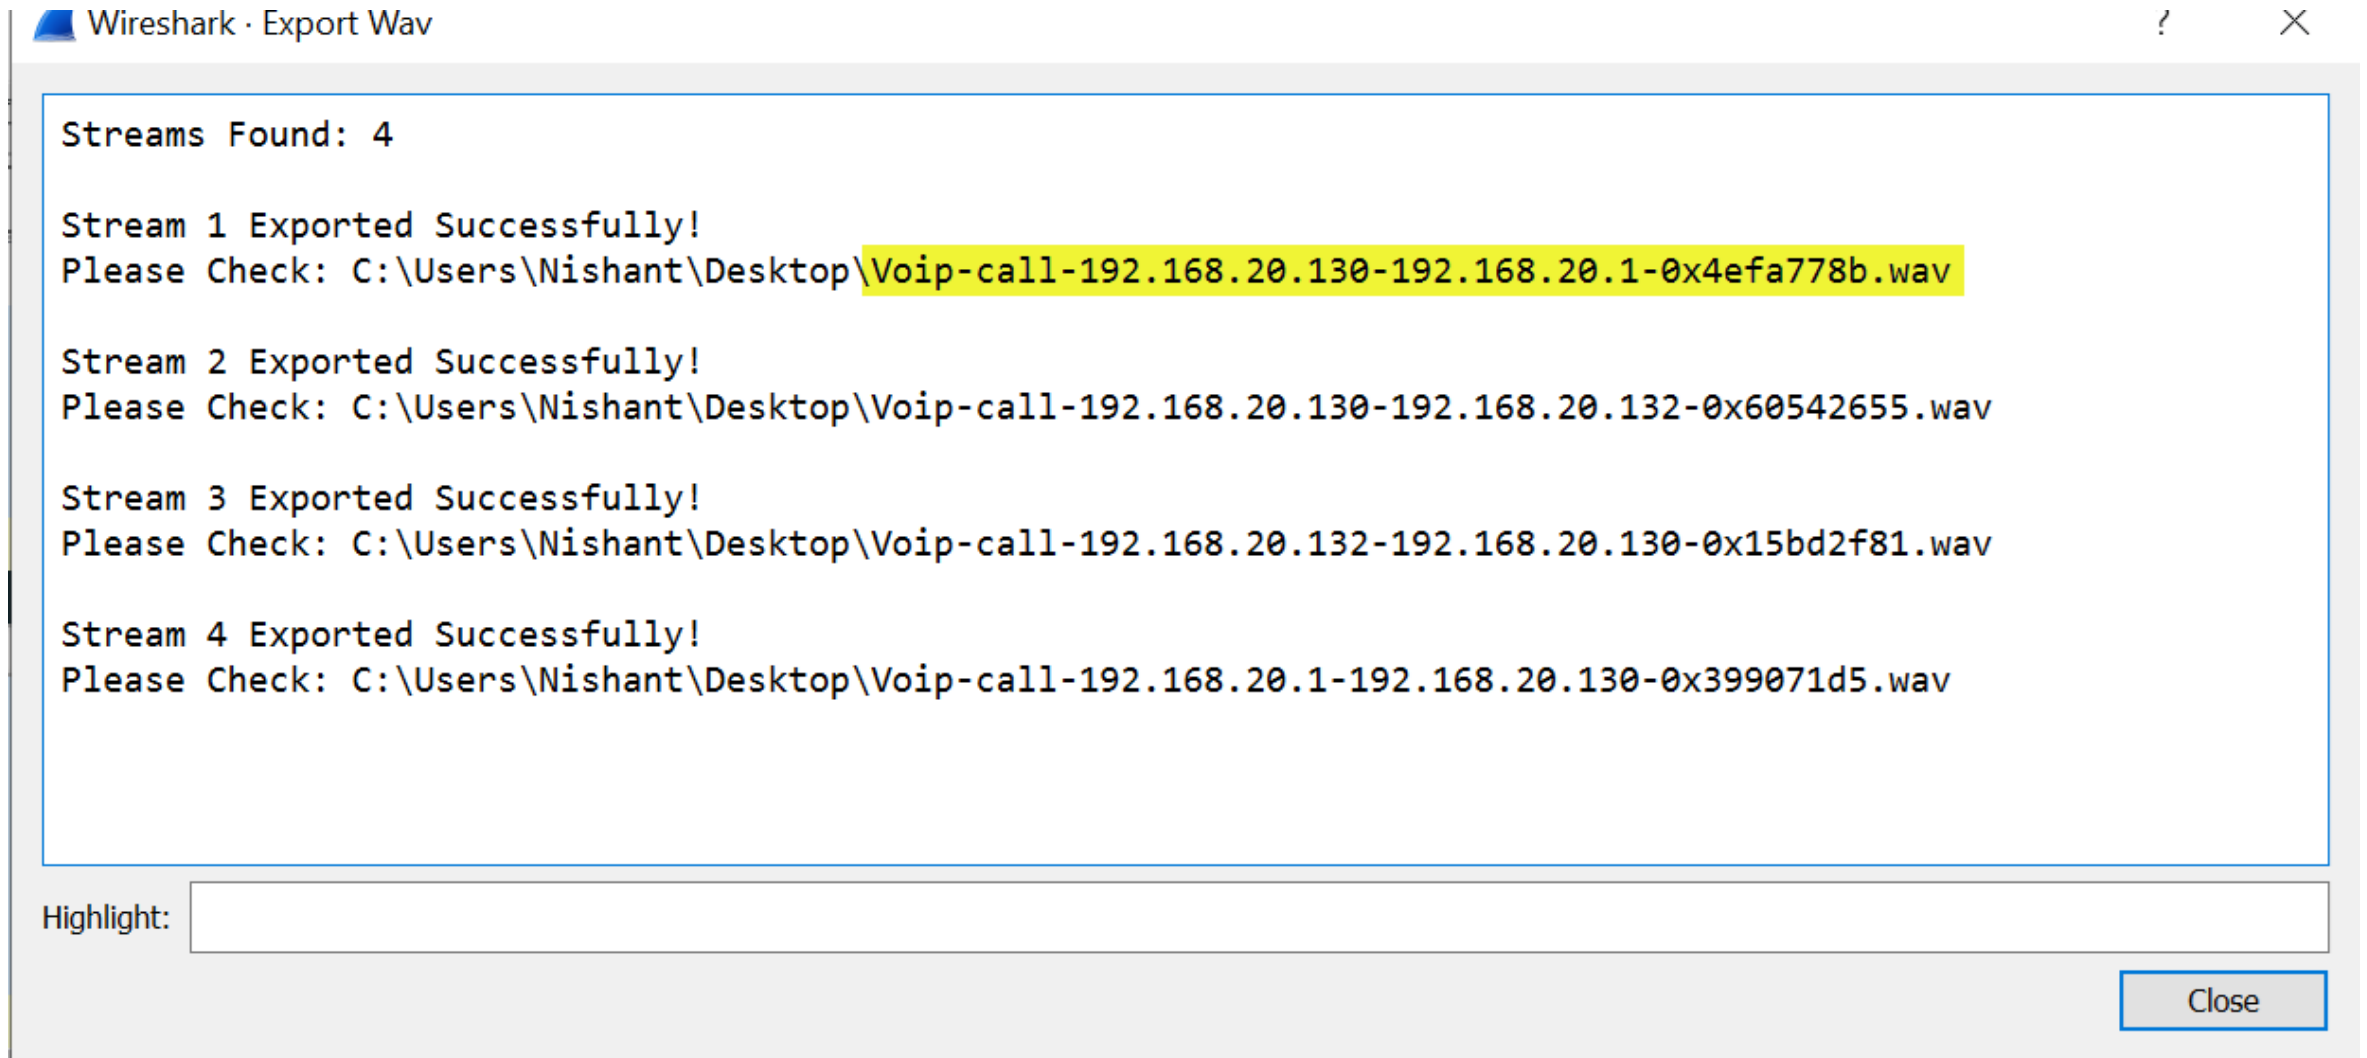 Wireshark · Export Wav
Streams Found: 4
Stream 1 Exported Successfully!
Please Check: C:\Users\Nishant\Desktop\Voip-call-192.168.20.130-192.168.20.1-0x4efa778b.wav
Stream 2 Exported Successfully!
Please Check: C:\Users\Nishant\Desktop\Voip-call-192.168.20.130-192.168.20.132-0x60542655.wav
Stream 3 Exported Successfully!
Please Check: C:\Users\Nishant\Desktop\Voip-call-192.168.20.132-192.168.20.130-0x15bd2f81.wav
Stream 4 Exported Successfully!
Please Check: C:\Users\Nishant\Desktop\Voip-call-192.168.20.1-192.168.20.130-0x399071d5.wav
Highlight:
Close